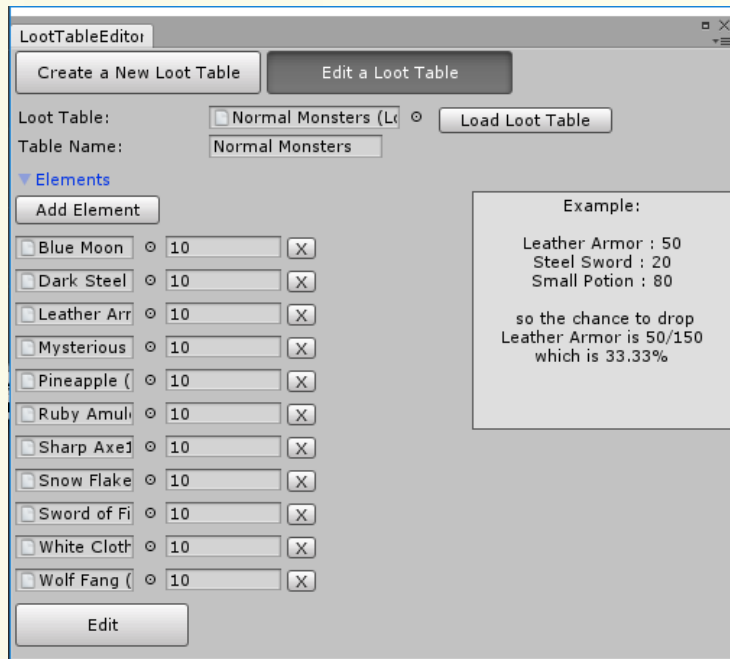 LootTableEditor
Create a New Loot Table Edit a Loot Table
Loot Table: Normal Monsters (Lo Load Loot Table
Table Name: Normal Monsters
Elements
Add Element
Blue Moon 10 X
Dark Steel 10 X
Leather Arr 10 X
Mysterious 10 X
Pineapple ( 10 X
Ruby Amul 10 X
Sharp Axe1 10 X
Snow Flake 10 X
Sword of Fi 10 X
White Cloth 10 X
Wolf Fang ( 10 X
Edit
Example:
Leather Armor : 50
Steel Sword : 20
Small Potion : 80
so the chance to drop
Leather Armor is 50/150
which is 33.33%